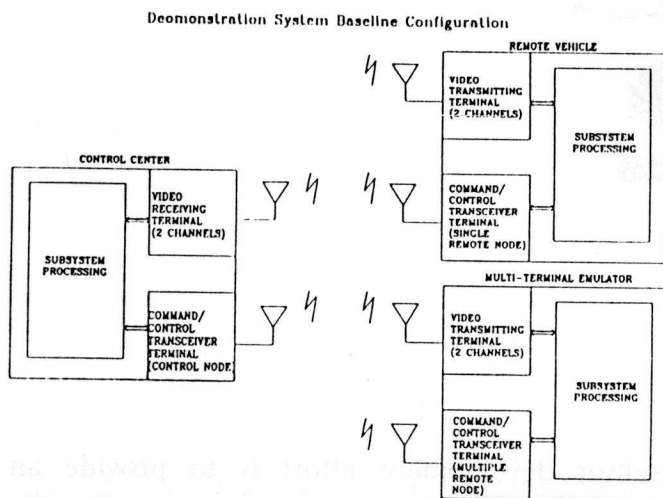 Deomonstration System Baseline Configuration
REMOTE VEHICLE
VIDEO
TRANSMITTING
TERMINAL
(2 CHANNELS)
SUBSYSTEM
PROCESSING
COMMAND/
CONTROL
TRANSCEIVER
TERMINAL
(SINGLE
REMOTE NODE)
CONTROL CENTER
VIDEO
RECEIVING
TERMINAL
(2 CHANNELS)
SUBSYSTEM
PROCESSING
COMMAND/
CONTROL
TRANSCEIVER
TERMINAL
(CONTROL NODE)
MULTI-TERMINAL EMULATOR
VIDEO
TRANSMITTING
TERMINAL
(2 CHANNELS)
SUBSYSTEM
PROCESSING
COMMAND/
CONTROL
TRANSCEIVER
TERMINAL
(MULTIPLE
REMOTE
NODE)